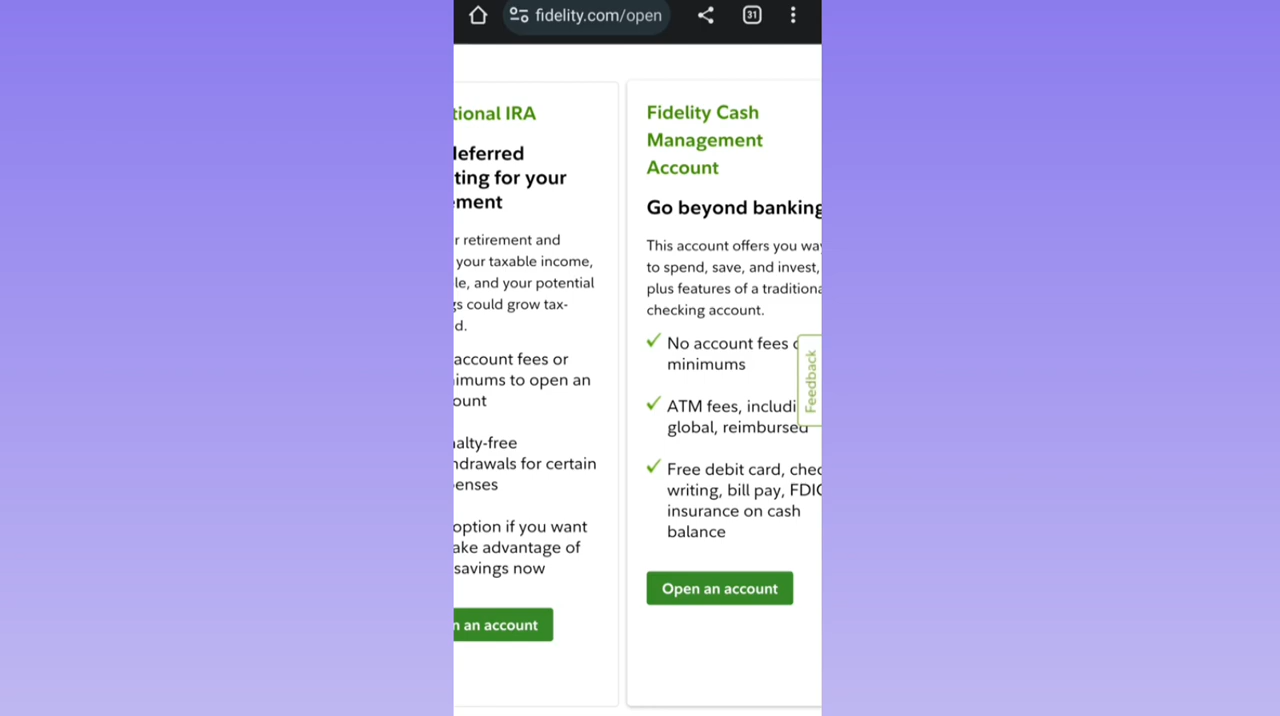 fidelity.com/open
31
tional IRA
deferred
ting for your
ement
r retirement and
your taxable income,
le, and your potential
gs could grow tax-
d.
account fees or
imums to open an
ount
alty-free
ndrawals for certain
enses
option if you want
ake advantage of
savings now
n an account
Fidelity Cash
Management
Account
Go beyond banking
This account offers you way
to spend, save, and invest,
plus features of a traditiona
checking account.
No account fees o
minimums
ATM fees, includi
global, reimbursed
Free debit card, chec
writing, bill pay, FDIC
insurance on cash
balance
Open an account
Feedback